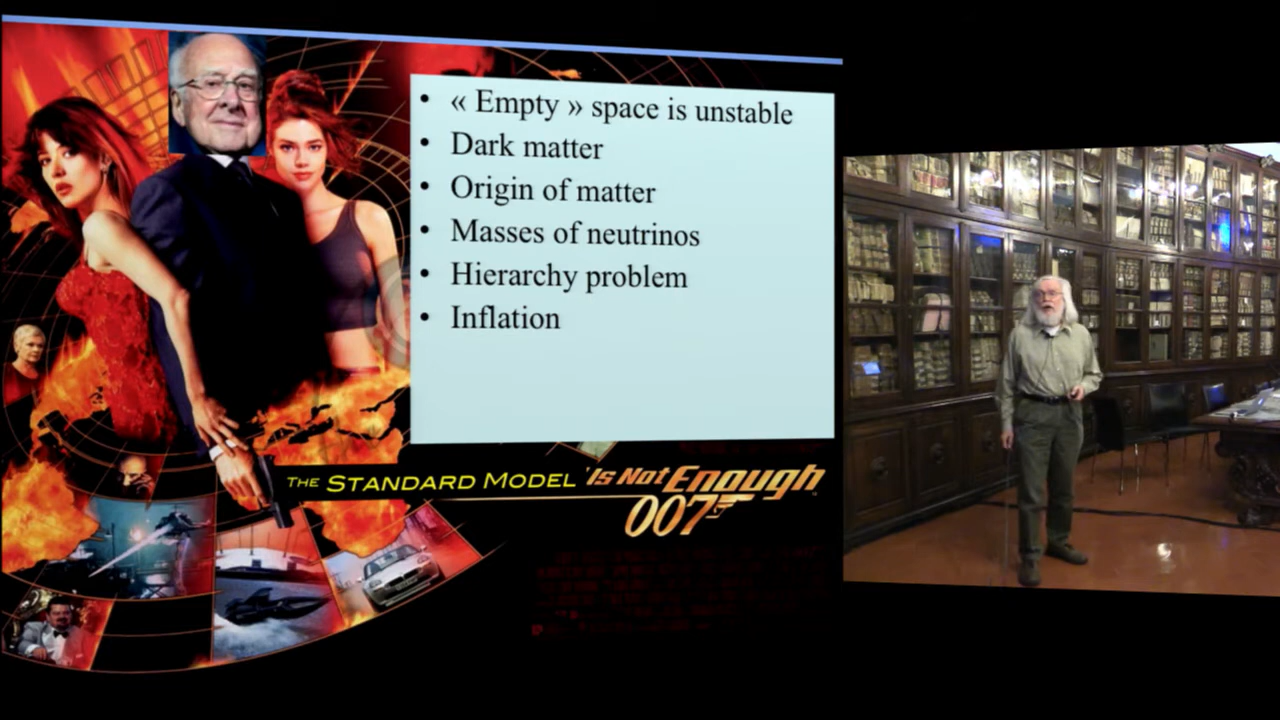 • « Empty » space is unstable
• Dark matter
• Origin of matter
• Masses of neutrinos
• Hierarchy problem
• Inflation
THE STANDARD MODEL 'Is Not Enough
007